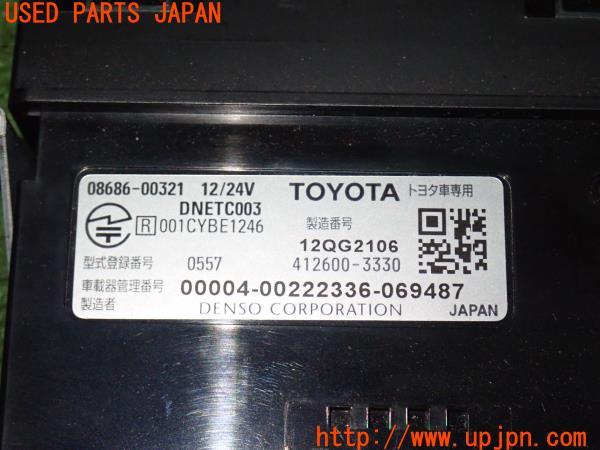 USED PARTS JAPAN
08686-00321 12/24V TOYOTA トヨタ車専用
DNETC003
R 001CYBE1246 製造番号
12QG2106
型式登録番号 0557 412600-3330
車載器管理番号 00004-00222336-069487
製造者 DENSO CORPORATION JAPAN
http://www.upjpn.com